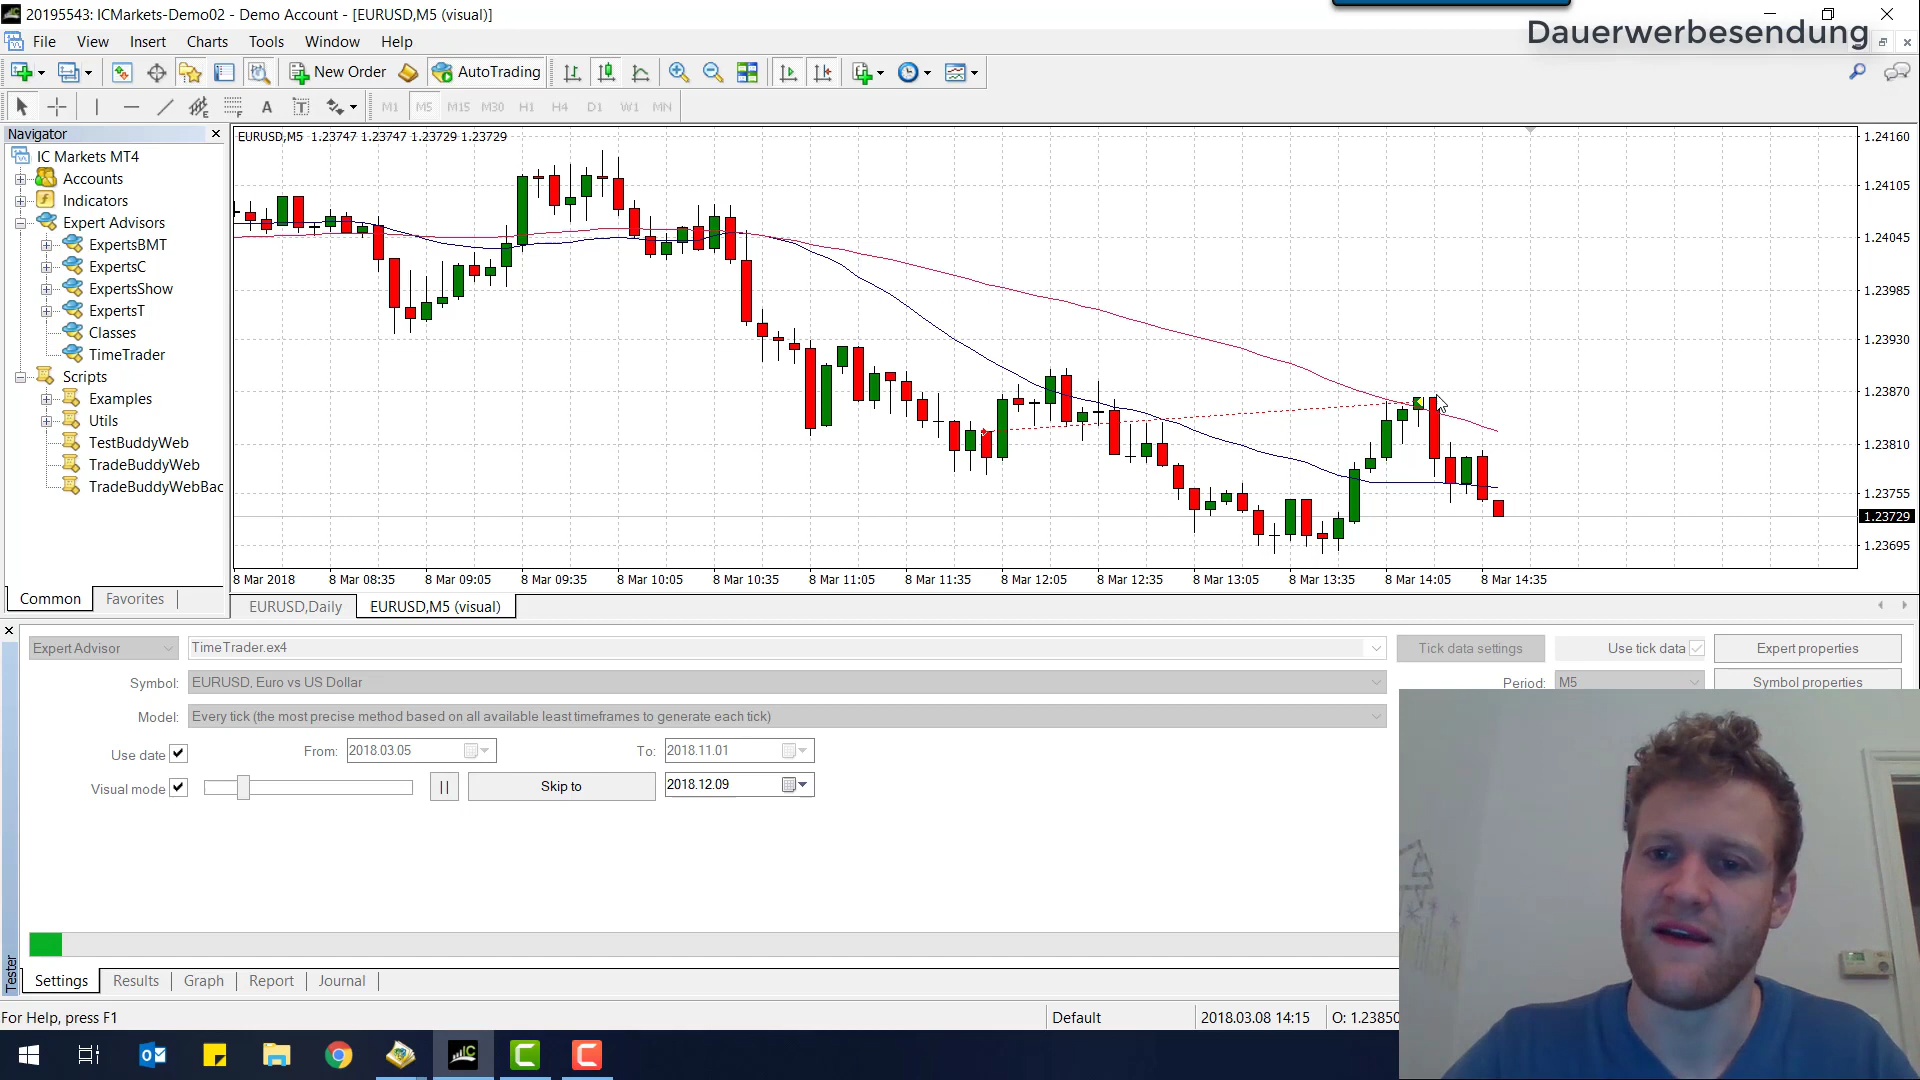 20195543: ICMarkets-Demo02 - Demo Account - [EURUSD,M5 (visual)]
Dauerwerbesendung
File View Insert Charts Tools Window Help
New Order AutoTrading
A T M1 M5 M15 M30 H1 H4 D1 W1 MN
Navigator
IC Markets MT4
Accounts
Indicators
Expert Advisors
ExpertsBMT
ExpertsC
ExpertsShow
ExpertsT
Classes
TimeTrader
Scripts
Examples
Utils
TestBuddyWeb
TradeBuddyWeb
TradeBuddyWebBac
Common Favorites
EURUSD,M5 1.23747 1.23747 1.23729 1.23729
1.24160
1.24105
1.24045
1.23985
1.23930
1.23870
1.23810
1.23755
1.23729
1.23695
8 Mar 2018 8 Mar 08:35 8 Mar 09:05 8 Mar 09:35 8 Mar 10:05 8 Mar 10:35 8 Mar 11:05 8 Mar 11:35 8 Mar 12:05 8 Mar 12:35 8 Mar 13:05 8 Mar 13:35 8 Mar 14:05 8 Mar 14:35
EURUSD,Daily EURUSD,M5 (visual)
Expert Advisor TimeTrader.ex4 Tick data settings Use tick data Expert properties
Symbol: EURUSD, Euro vs US Dollar Period: M5 Symbol properties
Model: Every tick (the most precise method based on all available least timeframes to generate each tick)
Use date From: 2018.03.05 To: 2018.11.01
Visual mode Skip to 2018.12.09
Tester
Settings Results Graph Report Journal
For Help, press F1 Default 2018.03.08 14:15 O: 1.23850